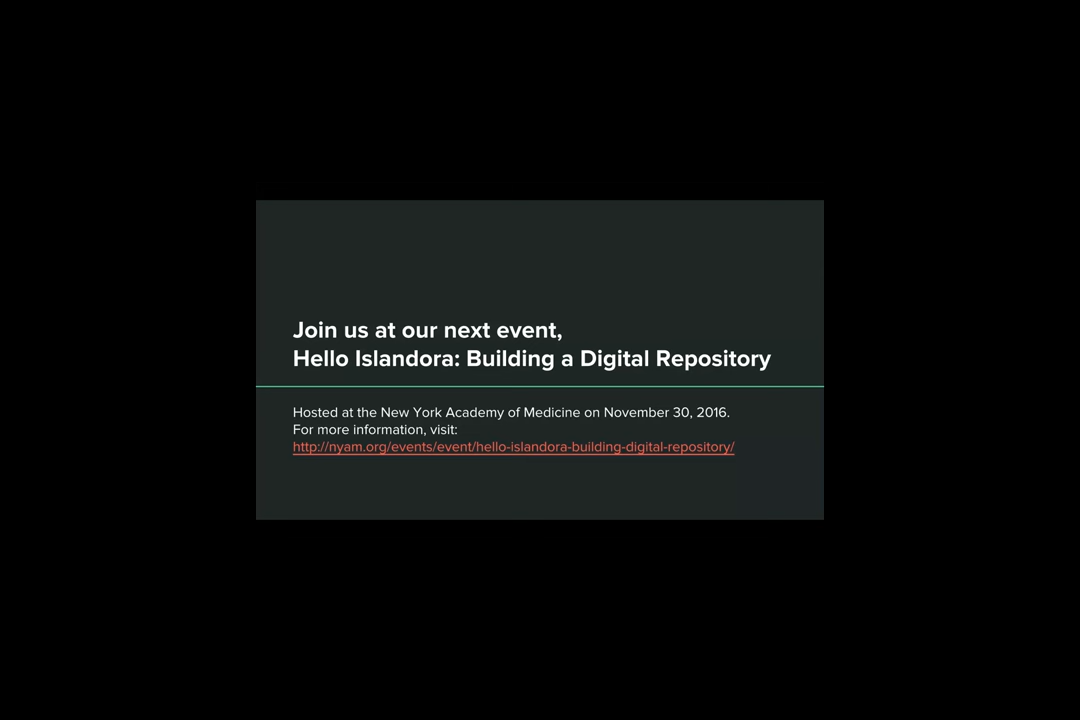 Join us at our next event,
Hello Islandora: Building a Digital Repository
Hosted at the New York Academy of Medicine on November 30, 2016.
For more information, visit:
http://nyam.org/events/event/hello-islandora-building-digital-repository/